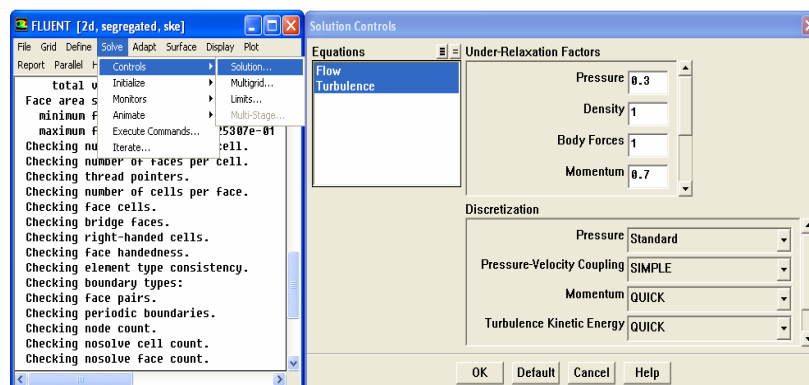 FLUENT [2d, segregated, ske]
File Grid Define Solve Adapt Surface Display Plot
Report Parallel H
Controls
Initialize
Monitors
Animate
Execute Commands...
Iterate...
Solution...
Multigrid...
Limits...
Multi-Stage...
total v
Face area s
minimum f
maximum f 25307e-01
Checking nu cell.
Checking number of faces per cell.
Checking thread pointers.
Checking number of cells per face.
Checking face cells.
Checking bridge faces.
Checking right-handed cells.
Checking face handedness.
Checking element type consistency.
Checking boundary types:
Checking face pairs.
Checking periodic boundaries.
Checking node count.
Checking nosolve cell count.
Checking nosolve face count.
Solution Controls
Equations
Flow
Turbulence
Under-Relaxation Factors
Pressure 0.3
Density 1
Body Forces 1
Momentum 0.7
Discretization
Pressure Standard
Pressure-Velocity Coupling SIMPLE
Momentum QUICK
Turbulence Kinetic Energy QUICK
OK Default Cancel Help